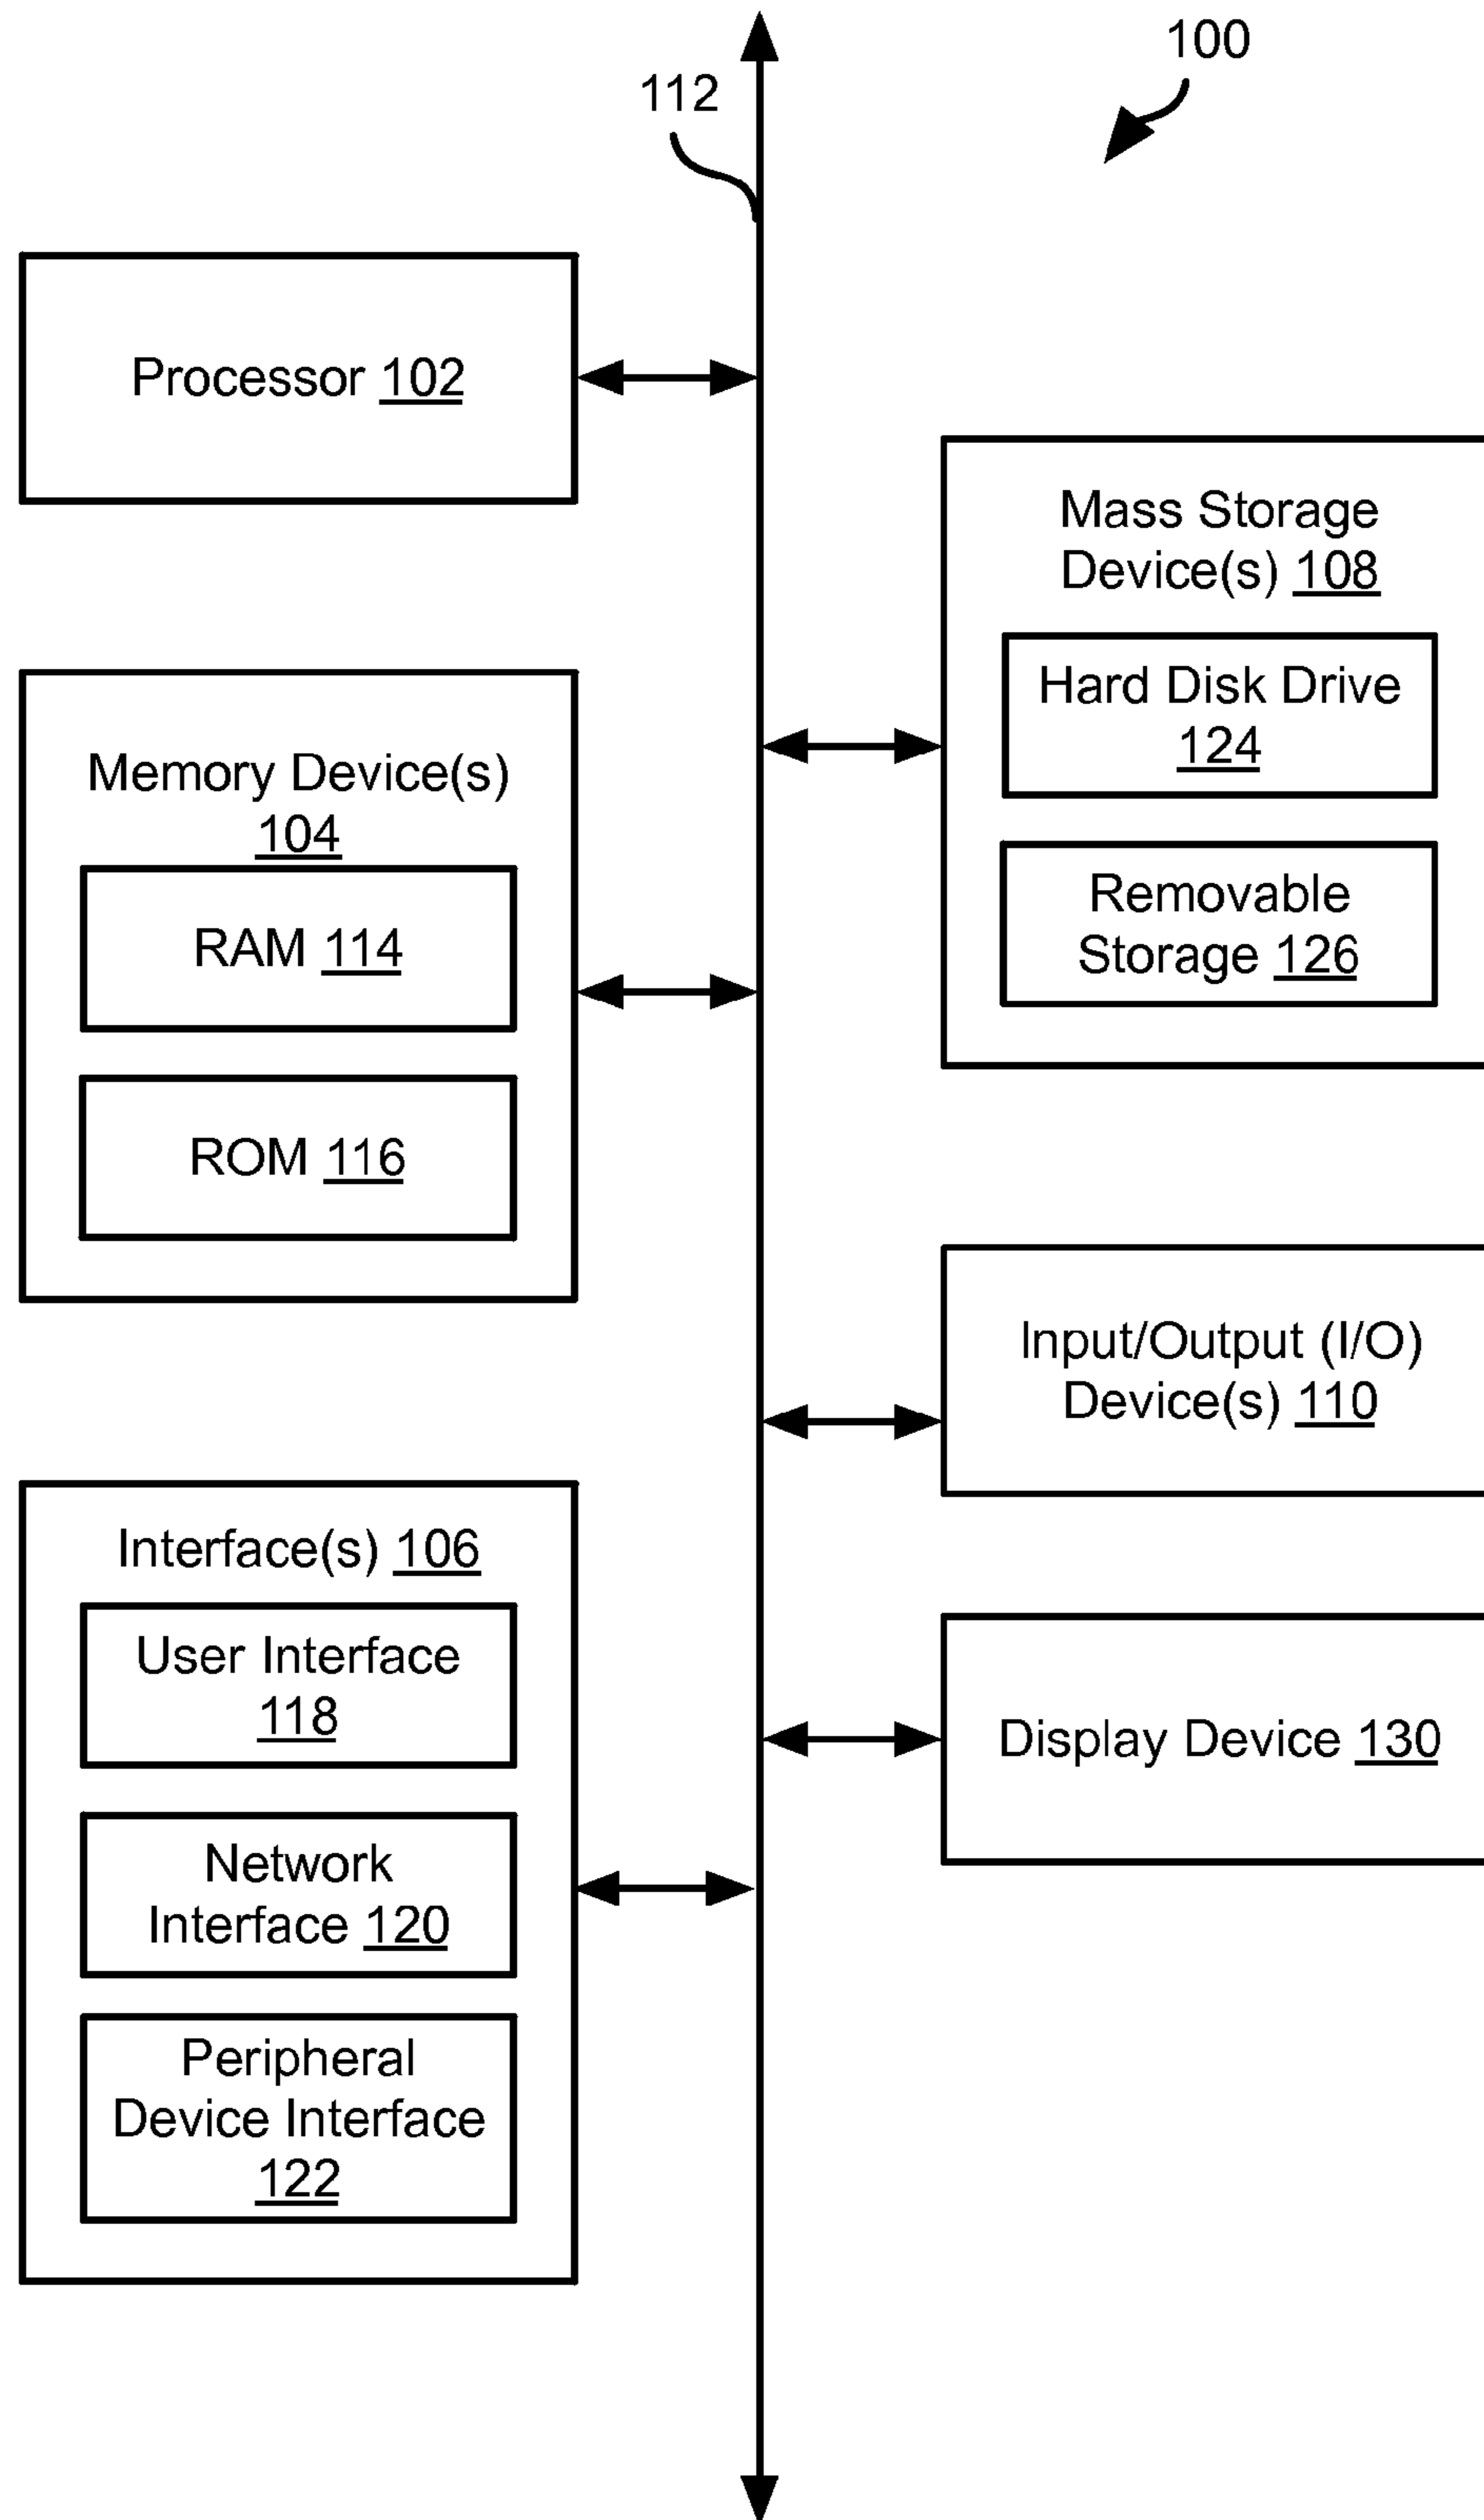 100
112
Processor 102
Mass Storage
Device(s) 108
Hard Disk Drive
124
Removable
Storage 126
Memory Device(s)
104
RAM 114
ROM 116
Input/Output (I/O)
Device(s) 110
Interface(s) 106
User Interface
118
Network
Interface 120
Peripheral
Device Interface
122
Display Device 130